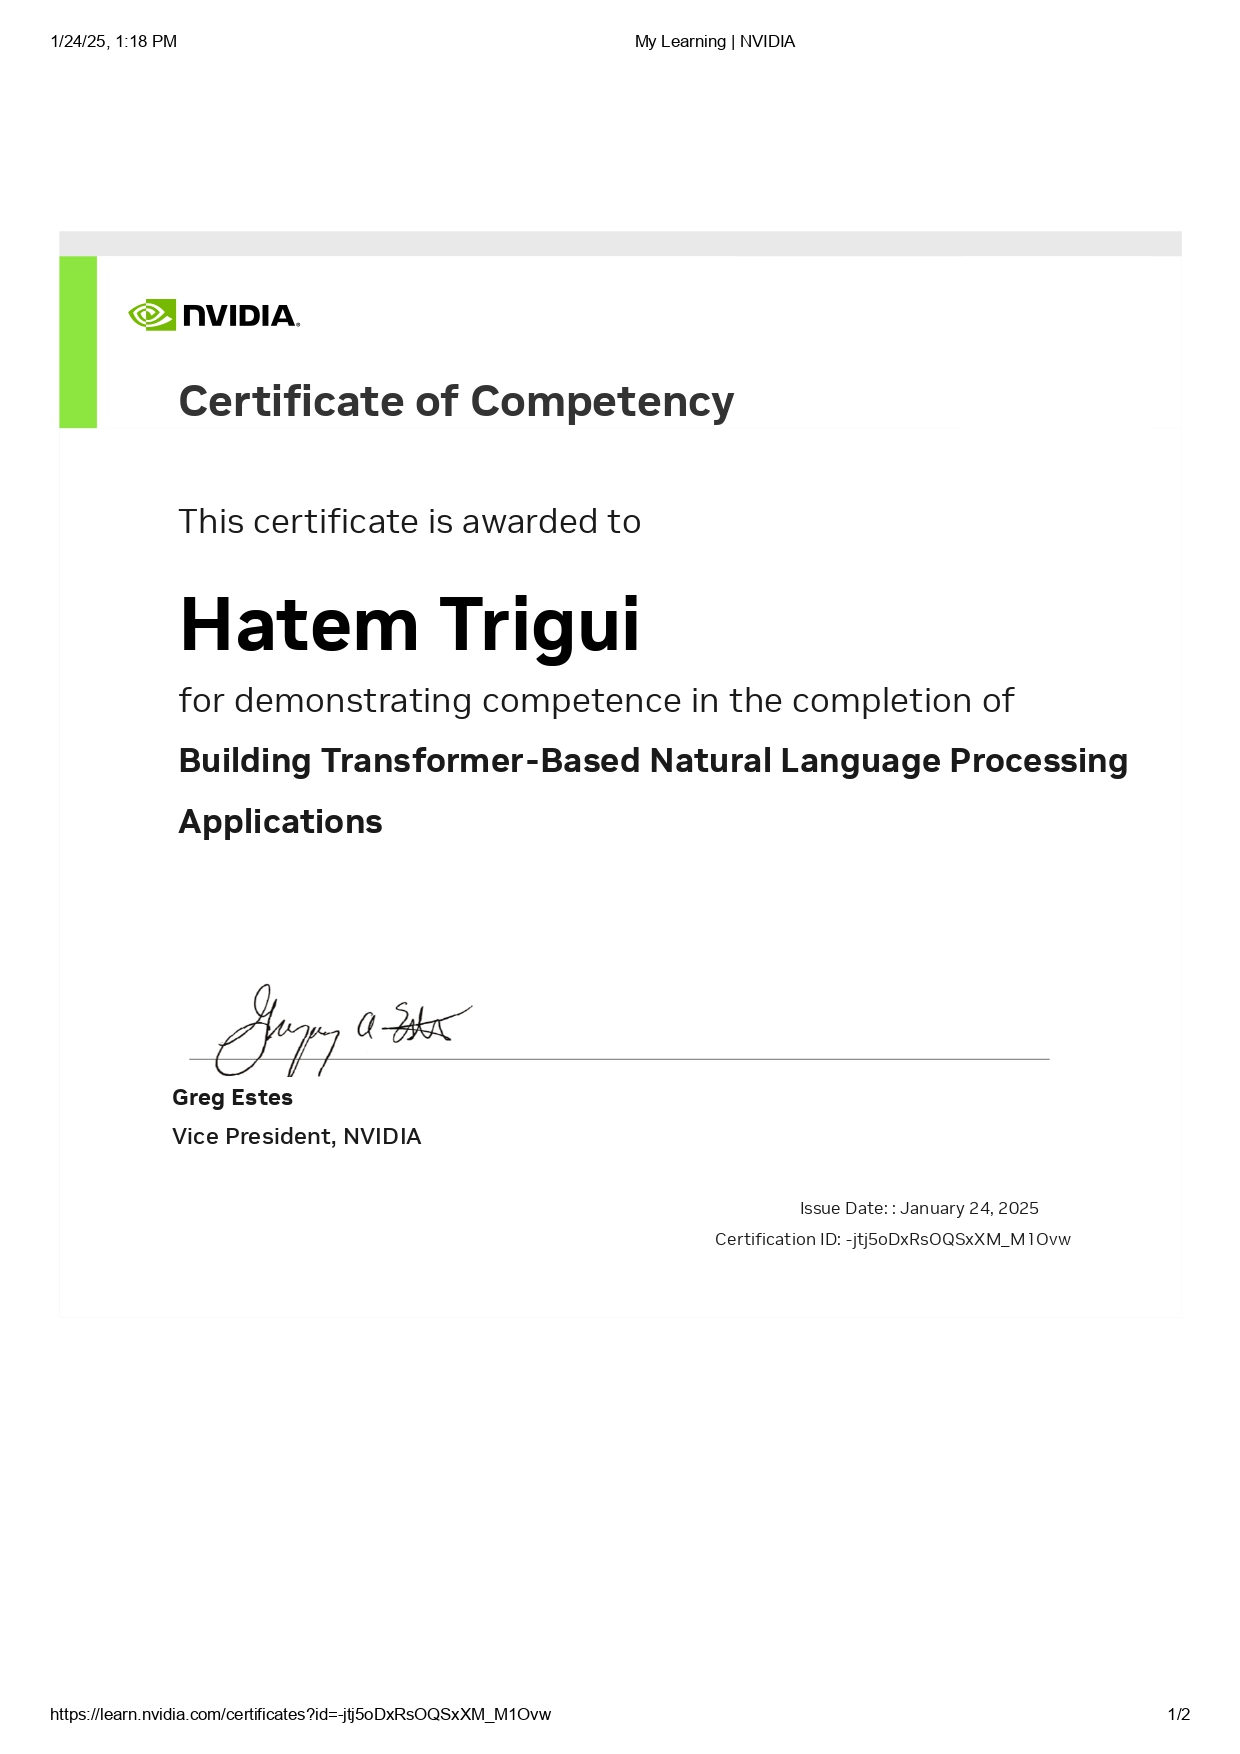 1/24/25, 1:18 PM
My Learning | NVIDIA
NVIDIA.
Certificate of Competency
This certificate is awarded to
Hatem Trigui
for demonstrating competence in the completion of
Building Transformer-Based Natural Language Processing
Applications
Gregory A Estes
Greg Estes
Vice President, NVIDIA
Issue Date: : January 24, 2025
Certification ID: -jtj5oDxRsOQSxXM_M1Ovw
https://learn.nvidia.com/certificates?id=-jtj5oDxRsOQSxXM_M1Ovw
1/2